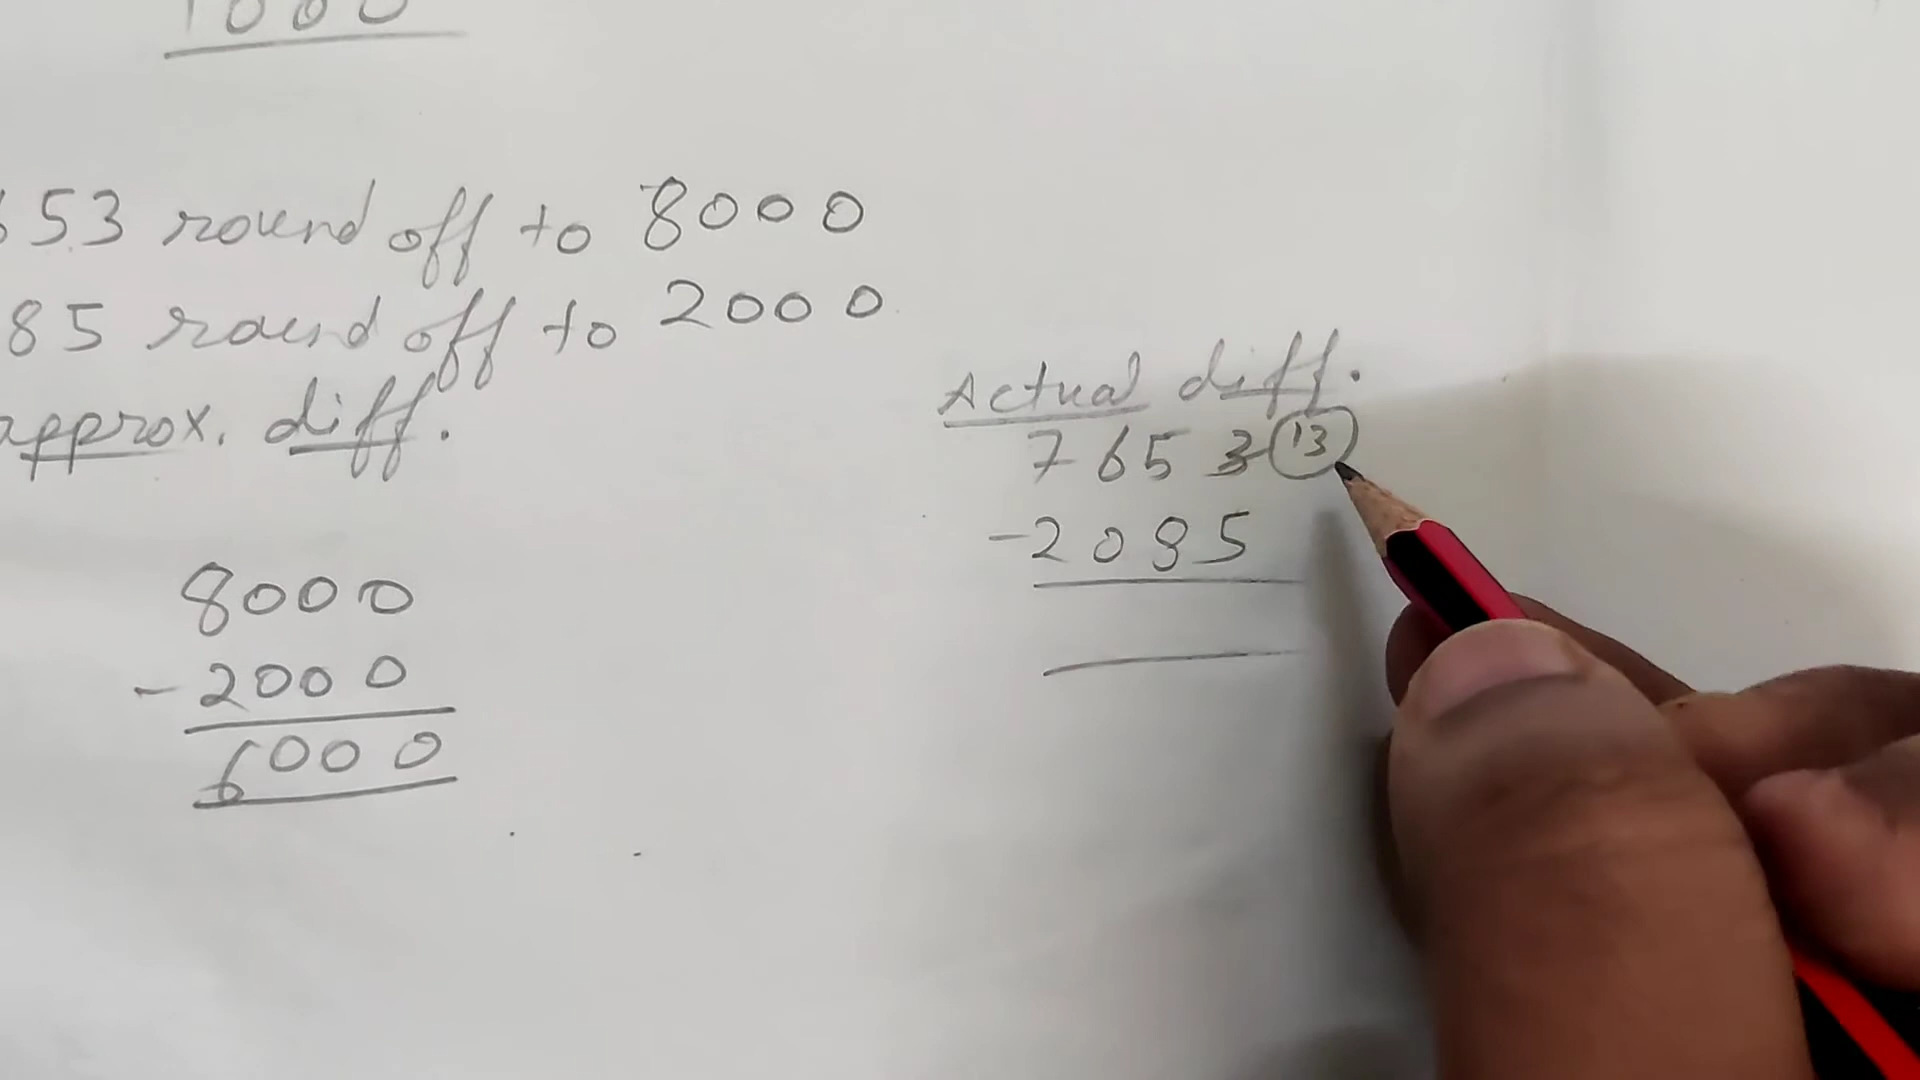 1000
653 round off to 8000
85 round off to 2000
approx. diff.
8000
- 2000
6000
Actual diff.
7653 13
- 2085